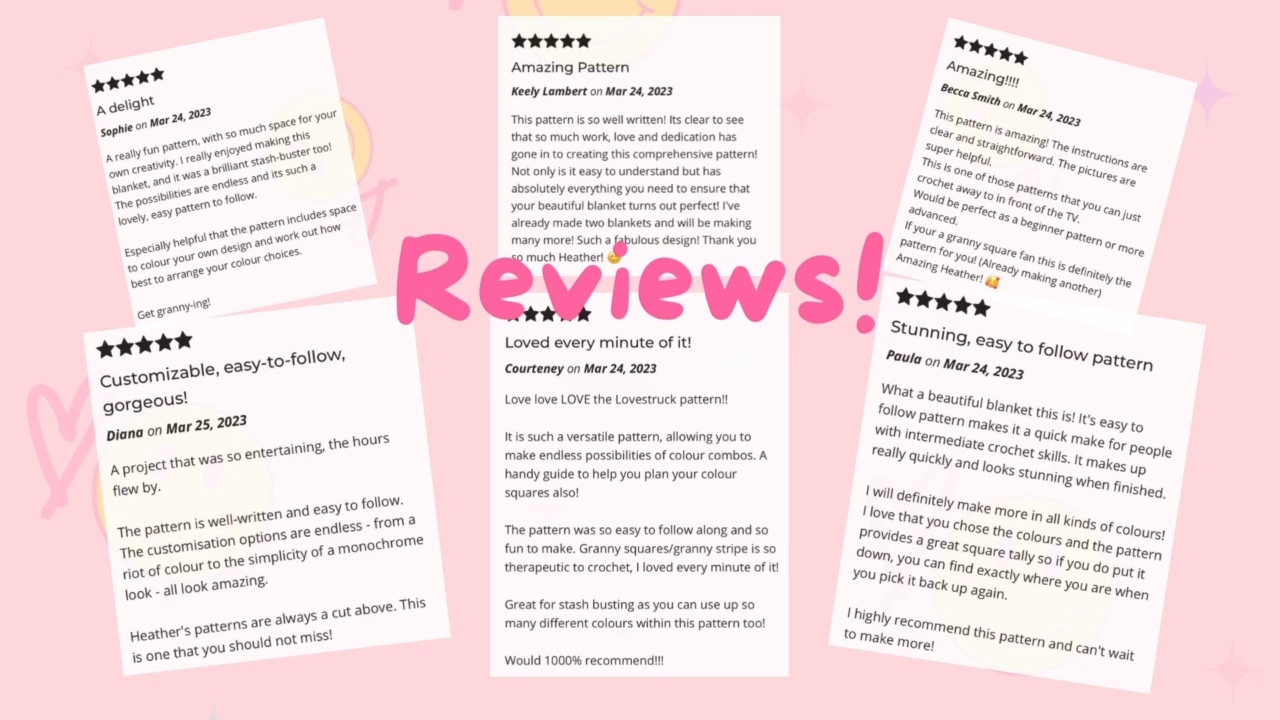 A delight
Sophie on Mar 24, 2023
A really fun pattern, with so much space for your
own creativity. I really enjoyed making this
blanket, and it was a brilliant stash-buster too!
The possibilities are endless and its such a
lovely, easy pattern to follow.
Especially helpful that the pattern includes space
to colour your own design and work out how
best to arrange your colour choices.
Get granny-ing!
Amazing Pattern
Keely Lambert on Mar 24, 2023
This pattern is so well written! Its clear to see
that so much work, love and dedication has
gone in to creating this comprehensive pattern!
Not only is it easy to understand but has
absolutely everything you need to ensure that
your beautiful blanket turns out perfect! I've
already made two blankets and will be making
many more! Such a fabulous design! Thank you
so much Heather! 😊
Amazing!!!!
Becca Smith on Mar 24, 2023
This pattern is amazing! The instructions are
clear and straightforward. The pictures are
super helpful.
This is one of those patterns that you can just
crochet away to in front of the TV.
Would be perfect as a beginner pattern or more
advanced.
If your a granny square fan this is definitely the
pattern for you! (Already making another)
Amazing Heather! 🥰
Reviews!
Customizable, easy-to-follow,
gorgeous!
Diana on Mar 25, 2023
A project that was so entertaining, the hours
flew by.
The pattern is well-written and easy to follow.
The customisation options are endless - from a
riot of colour to the simplicity of a monochrome
look - all look amazing.
Heather's patterns are always a cut above. This
is one that you should not miss!
Loved every minute of it!
Courteney on Mar 24, 2023
Love love LOVE the Lovestruck pattern!!
It is such a versatile pattern, allowing you to
make endless possibilities of colour combos. A
handy guide to help you plan your colour
squares also!
The pattern was so easy to follow along and so
fun to make. Granny squares/granny stripe is so
therapeutic to crochet, I loved every minute of it!
Great for stash busting as you can use up so
many different colours within this pattern too!
Would 1000% recommend!!!
Stunning, easy to follow pattern
Paula on Mar 24, 2023
What a beautiful blanket this is! It's easy to
follow pattern makes it a quick make for people
with intermediate crochet skills. It makes up
really quickly and looks stunning when finished.
I will definitely make more in all kinds of colours!
I love that you chose the colours and the pattern
provides a great square tally so if you do put it
down, you can find exactly where you are when
you pick it back up again.
I highly recommend this pattern and can't wait
to make more!